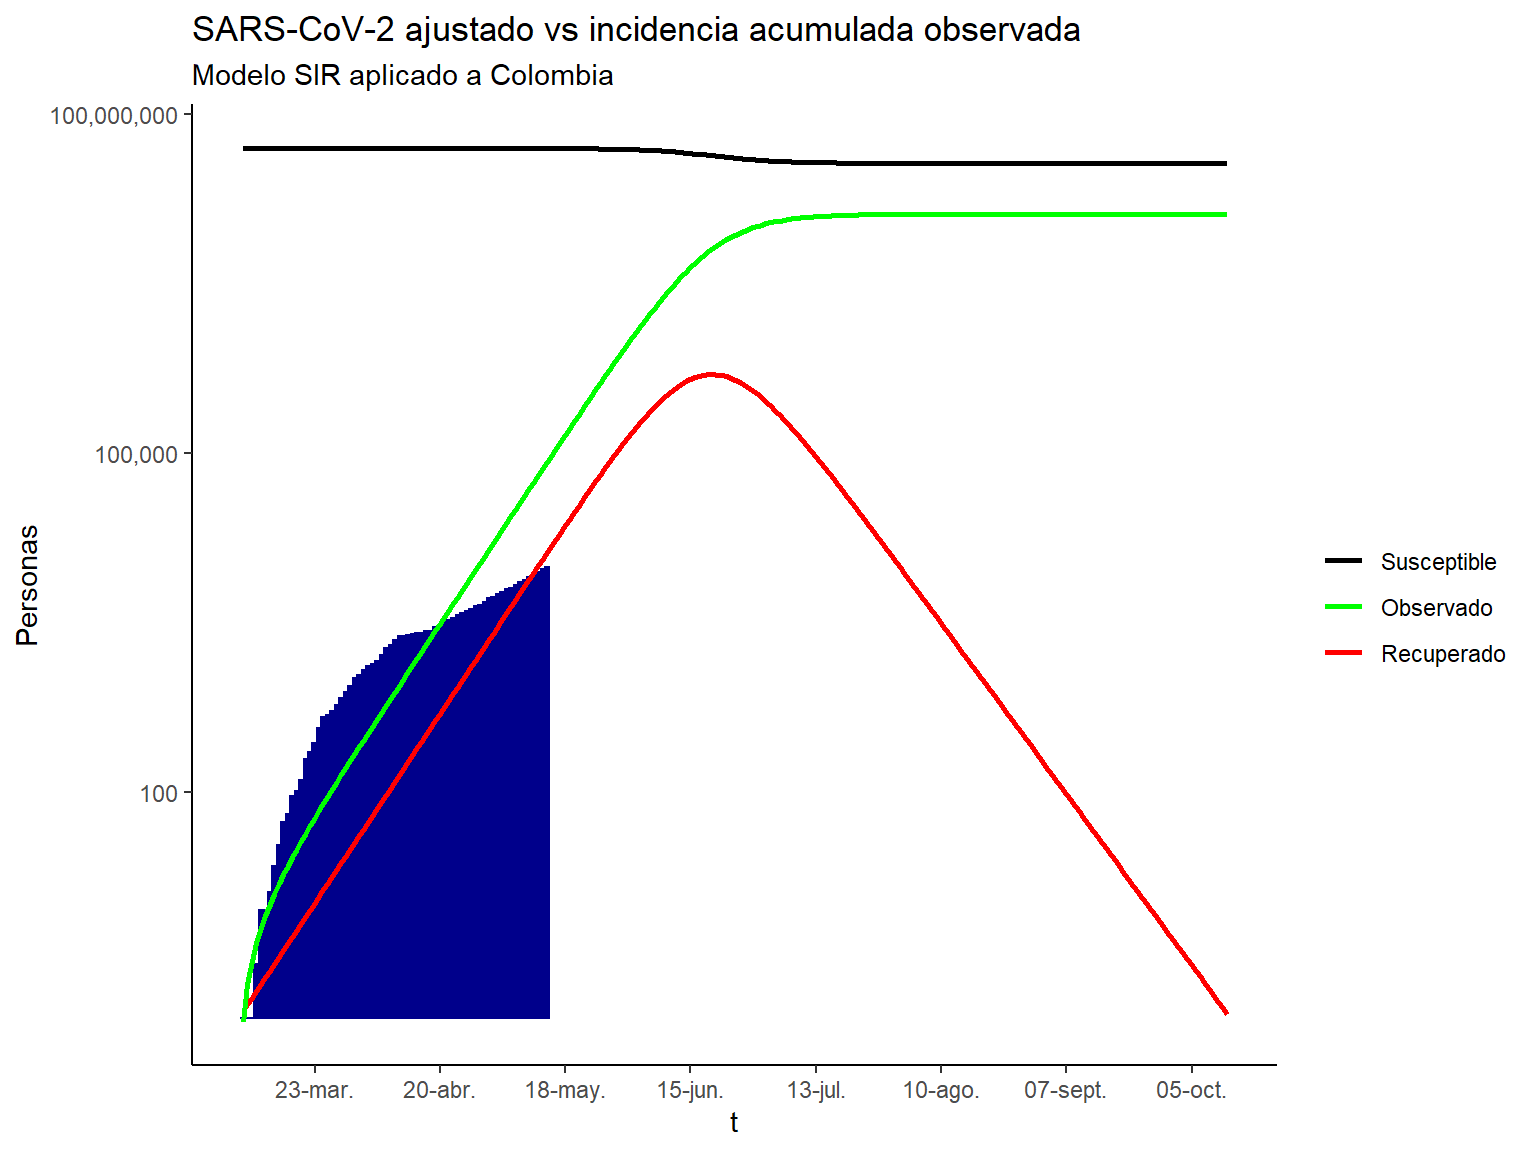 SARS-CoV-2 ajustado vs incidencia acumulada observada
Modelo SIR aplicado a Colombia
100,000,000
100,000
100
Personas
23-mar.
20-abr.
18-may.
15-jun.
13-jul.
10-ago.
07-sept.
05-oct.
t
Susceptible
Observado
Recuperado